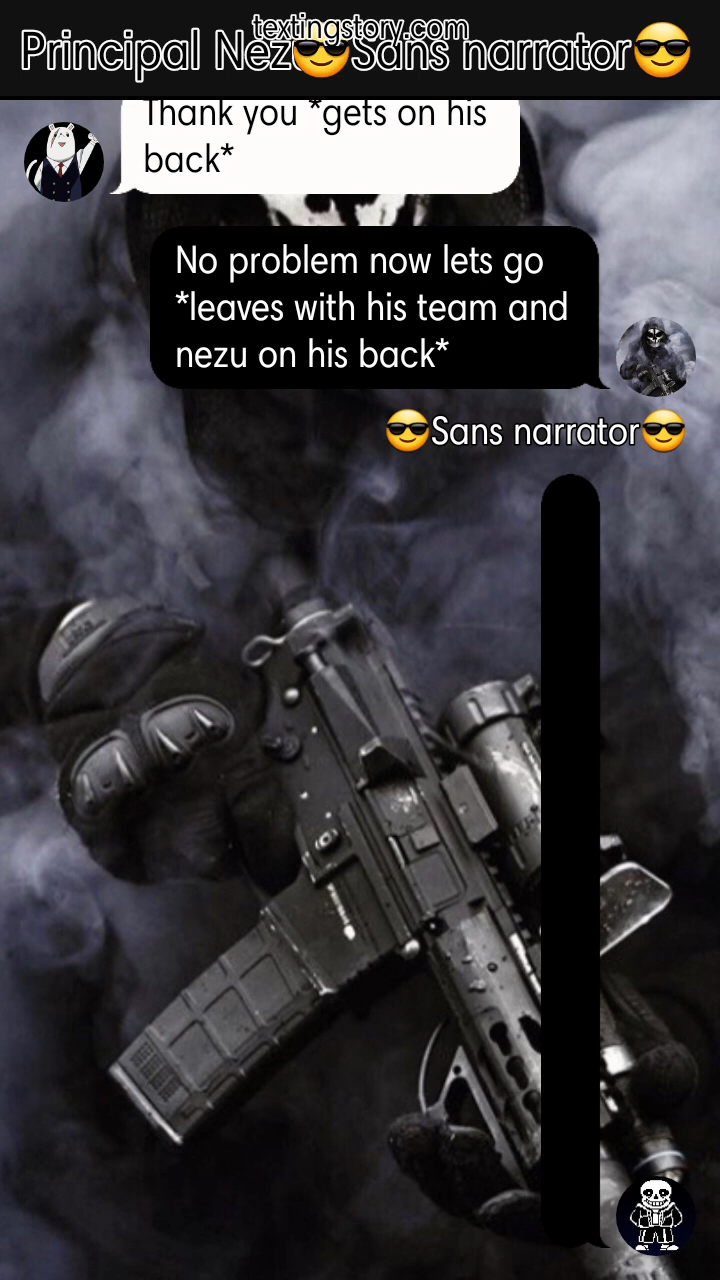 textingstory.com
Principal Nezu😎Sans narrator😎
Thank you *gets on his
back*
No problem now lets go
*leaves with his team and
nezu on his back*
😎Sans narrator😎